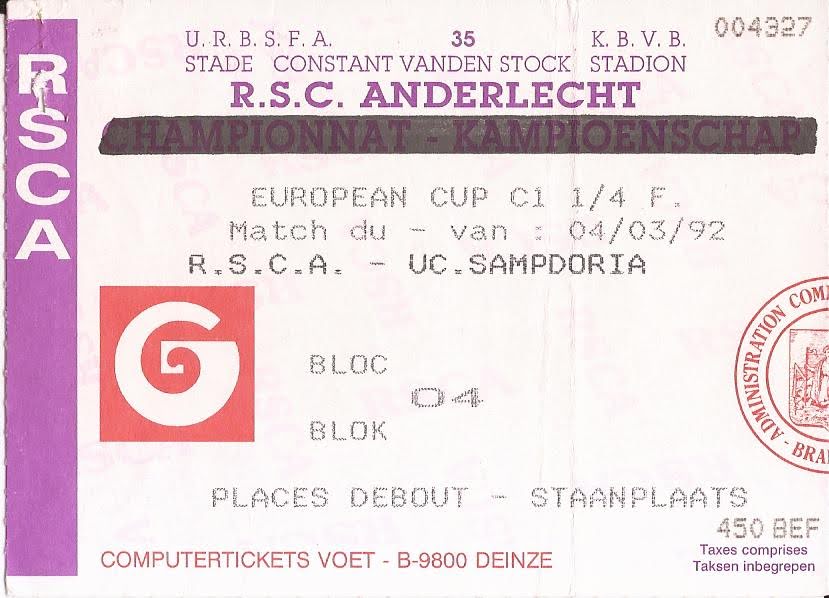 RSCA
004327
U.R.B.S.F.A. 35 K.B.V.B.
STADE CONSTANT VANDEN STOCK STADION
R.S.C. ANDERLECHT
CHAMPIONNAT - KAMPIOENSCHAP
EUROPEAN CUP C1 1/4 F.
Match du - van : 04/03/92
R.S.C.A. - UC.SAMPDORIA
G
BLOC
04
BLOK
PLACES DEBOUT - STAANPLAATS
450 BEF
Taxes comprises
Taksen inbegrepen
COMPUTERTICKETS VOET - B-9800 DEINZE
ADMINISTRATION